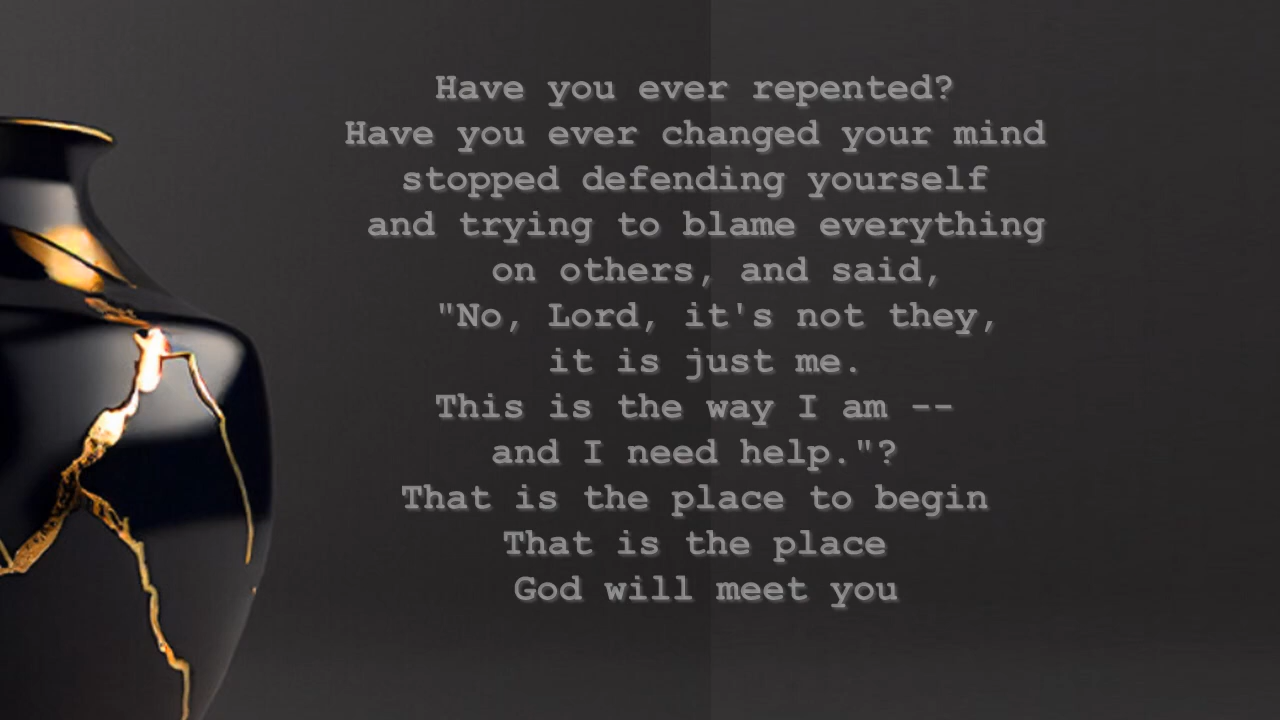 Have you ever repented?
Have you ever changed your mind
stopped defending yourself
and trying to blame everything
on others, and said,
"No, Lord, it's not they,
it is just me.
This is the way I am --
and I need help."?
That is the place to begin
That is the place
God will meet you